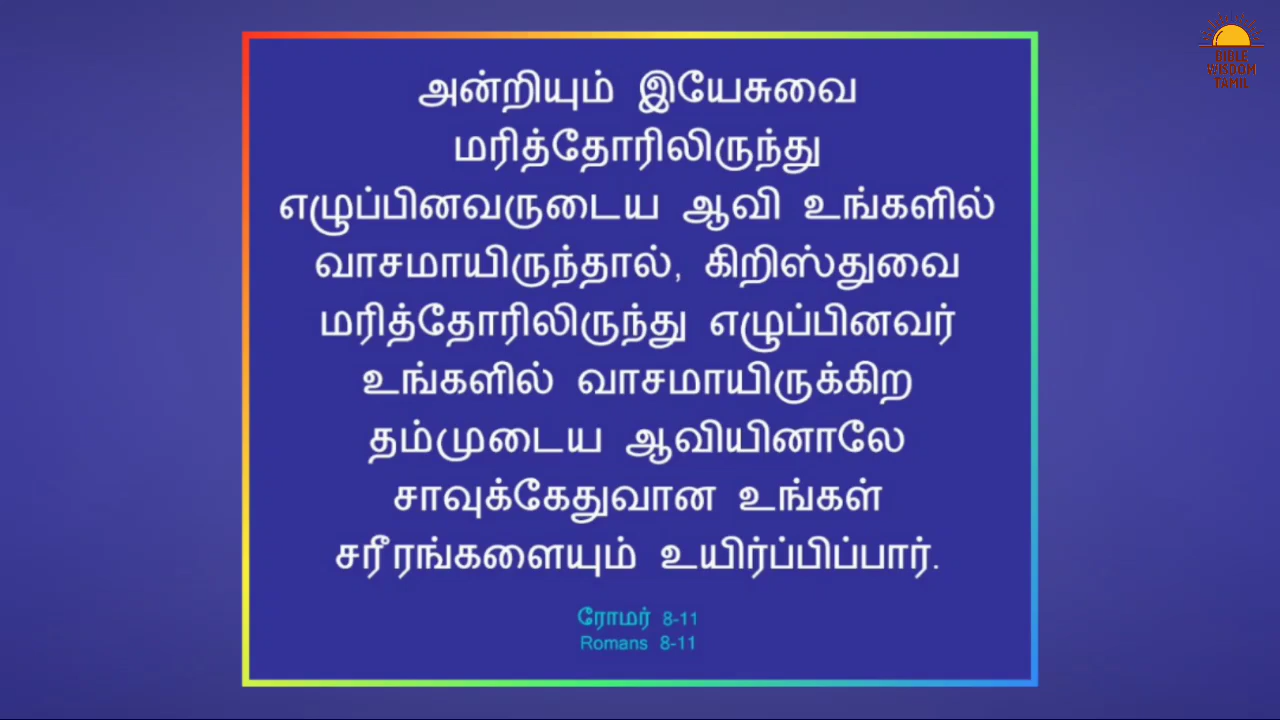 அன்றியும் இயேசுவை
மரித்தோரிலிருந்து
எழுப்பினவருடைய ஆவி உங்களில்
வாசமாயிருந்தால், கிறிஸ்துவை
மரித்தோரிலிருந்து எழுப்பினவர்
உங்களில் வாசமாயிருக்கிற
தம்முடைய ஆவியினாலே
சாவுக்கேதுவான உங்கள்
சரீரங்களையும் உயிர்ப்பிப்பார்.
ரோமர் 8-11
Romans 8-11
BIBLE
WISDOM
TAMIL